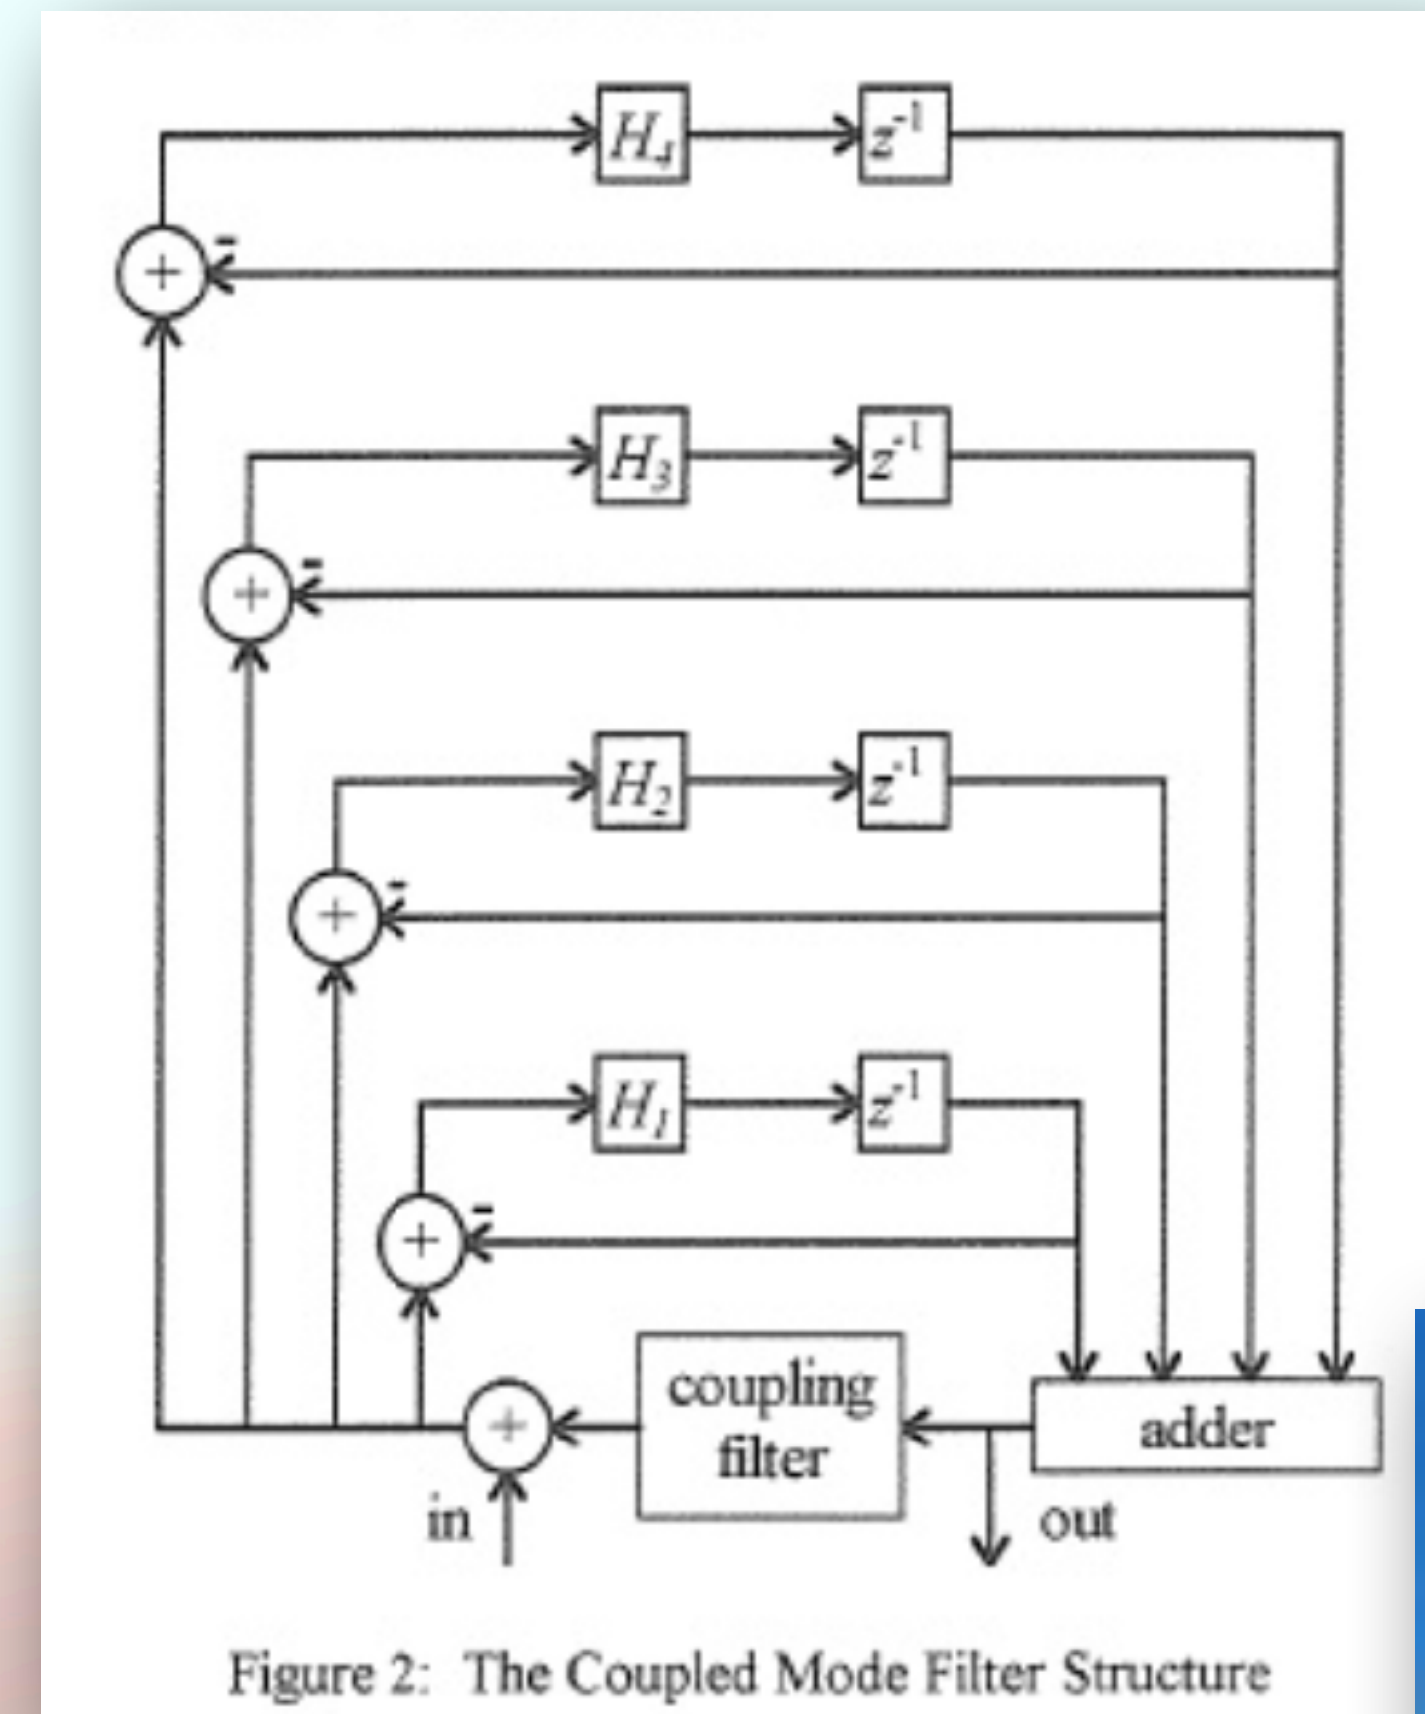 H₄ z⁻¹
-
+
H₃ z⁻¹
-
+
H₂ z⁻¹
-
+
H₁ z⁻¹
-
+
coupling
filter
+
adder
in
out
Figure 2: The Coupled Mode Filter Structure